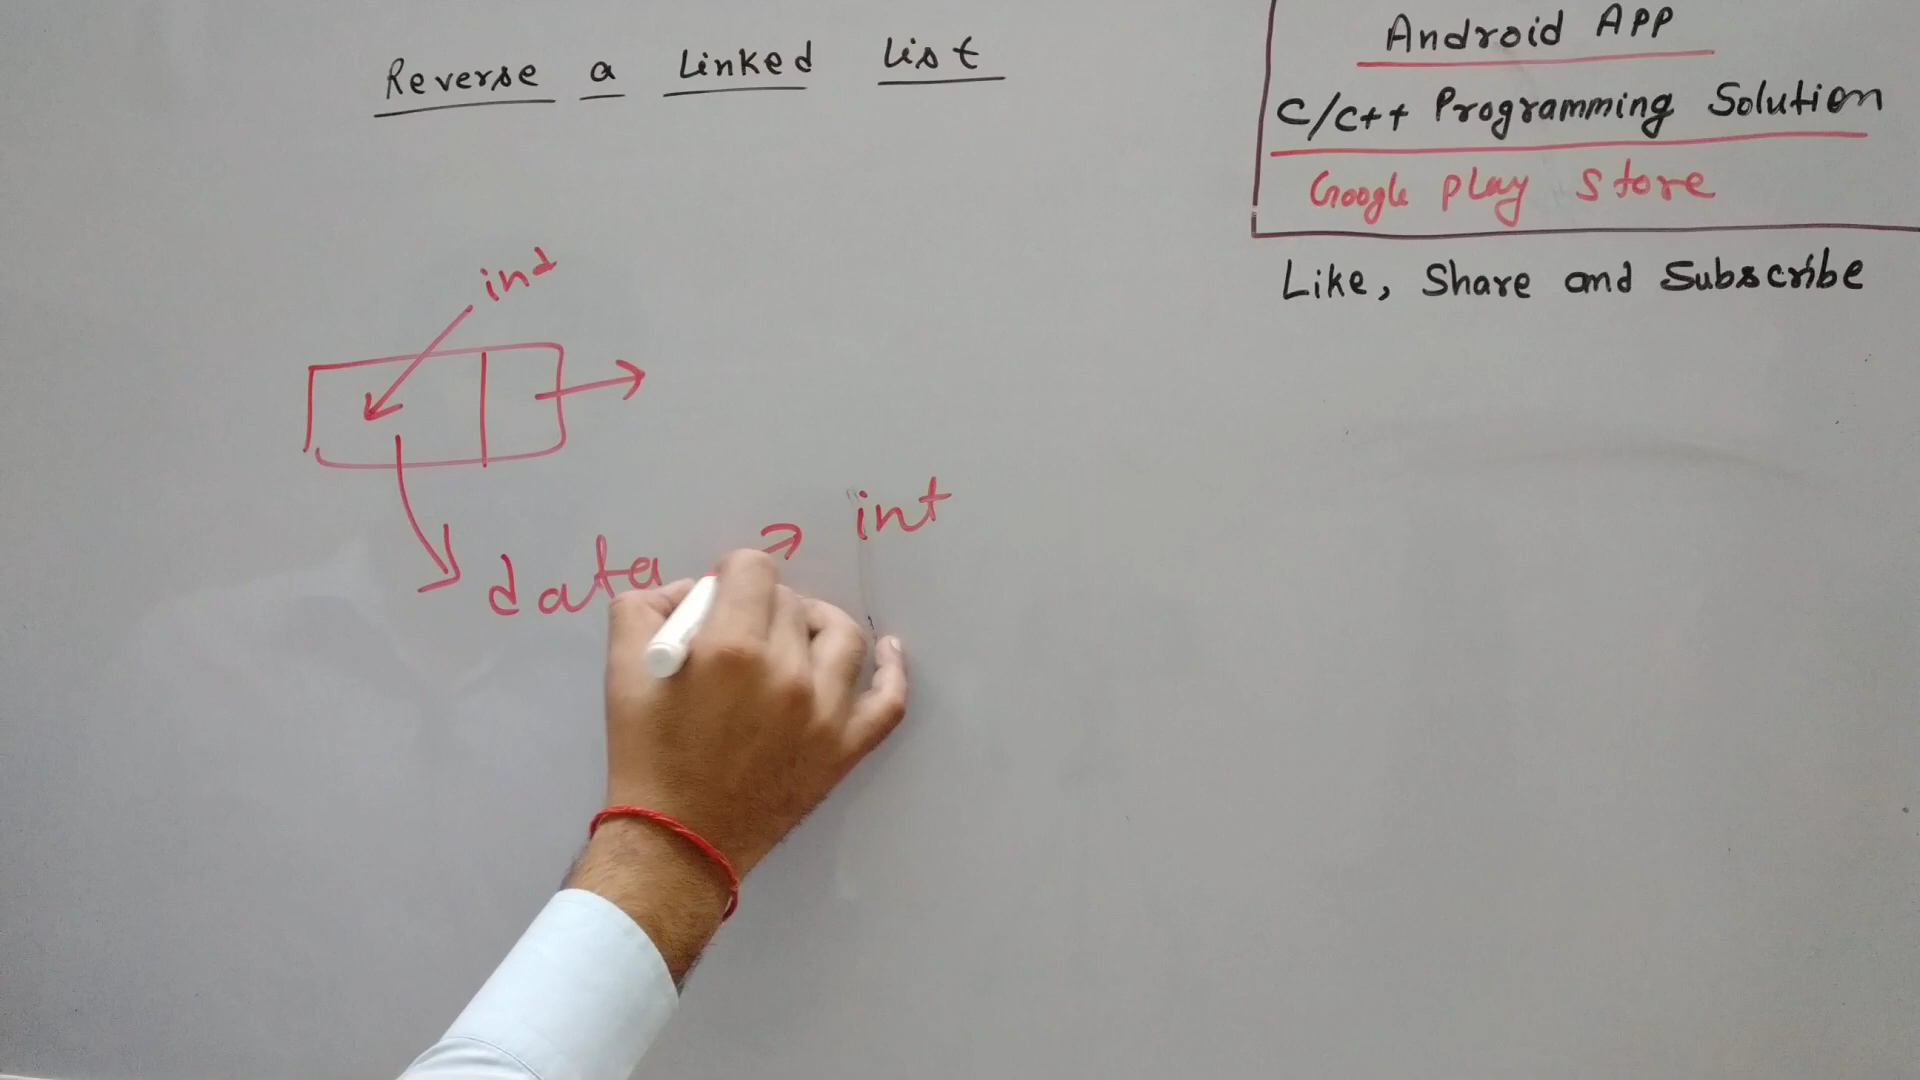 Reverse a Linked List
Android APP
C/C++ Programming Solution
Google Play Store
Like, Share and Subscribe
int
int
data